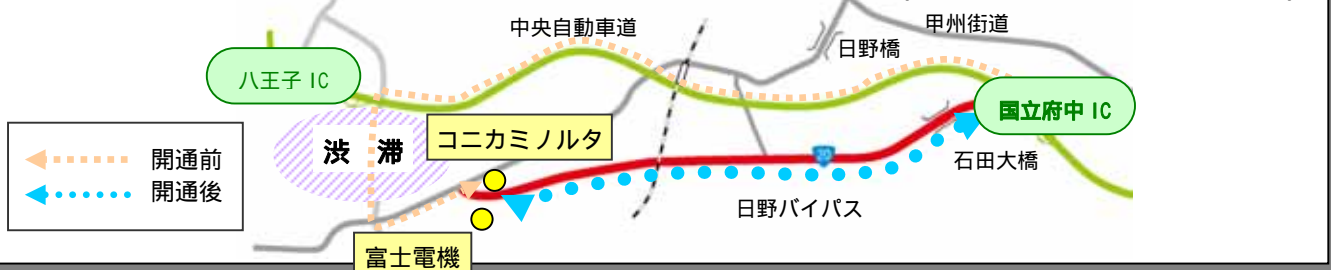 中央自動車道
甲州街道
日野橋
八王子 IC
国立府中 IC
渋 滞
コニカミノルタ
開通前
開通後
20
石田大橋
日野バイパス
富士電機